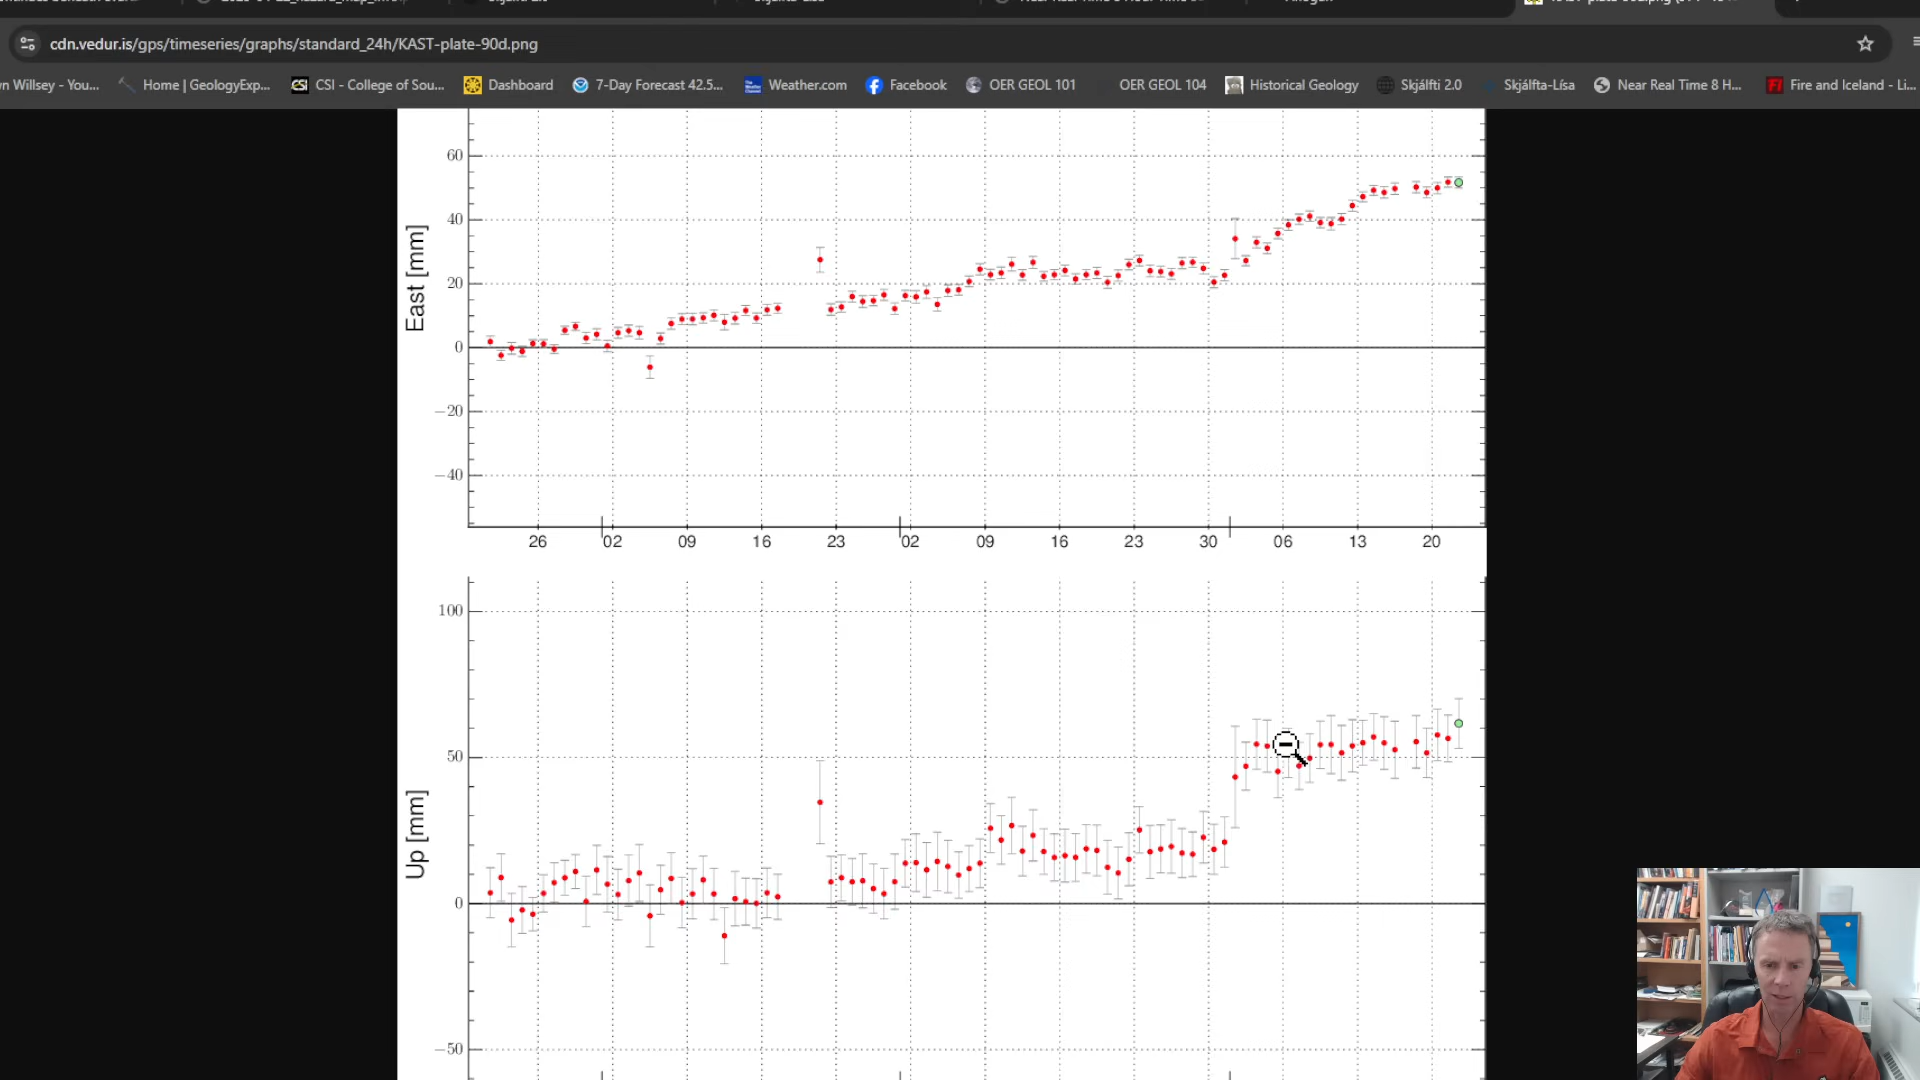 cdn.vedur.is/gps/timeseries/graphs/standard_24h/KAST-plate-90d.png
n Willsey - You... Home | GeologyExp... CSI CSI - College of Sou... Dashboard 7-Day Forecast 42.5... Weather.com Facebook OER GEOL 101 OER GEOL 104 Historical Geology Skjálfti 2.0 Skjálfta-Lísa Near Real Time 8 H... Fire and Iceland - Li...
East [mm]
60
40
20
0
−20
−40
26 02 09 16 23 02 09 16 23 30 06 13 20
Up [mm]
100
50
0
−50